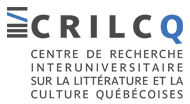 CRILCQ
CENTRE DE RECHERCHE
INTERUNIVERSITAIRE
SUR LA LITTÉRATURE ET LA
CULTURE QUÉBÉCOISES